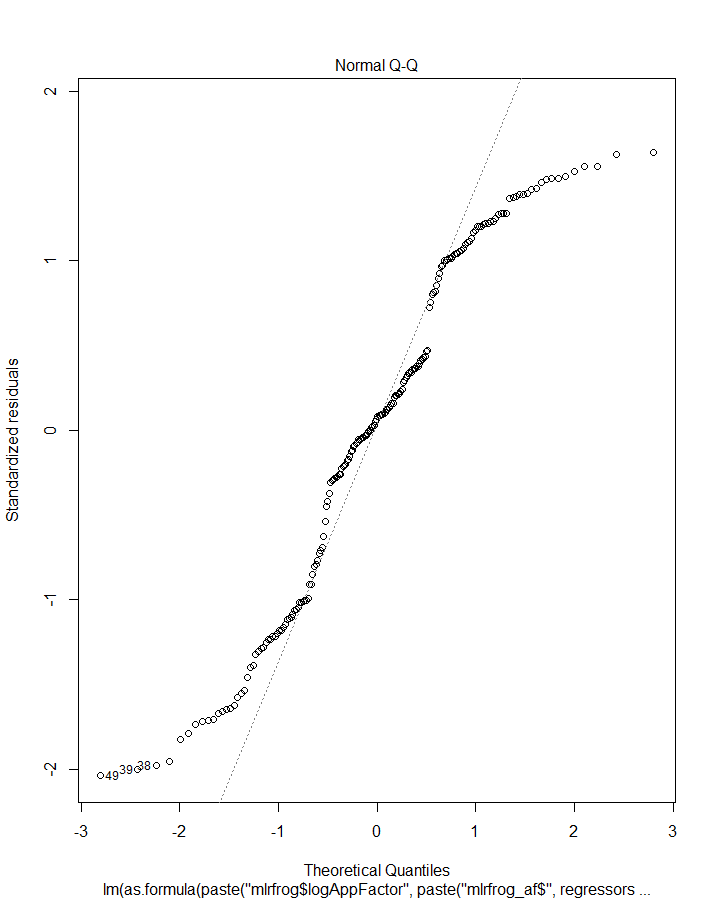 Normal Q-Q
Standardized residuals
2
1
0
-1
-2
49 39 38
-3 -2 -1 0 1 2 3
Theoretical Quantiles
lm(as.formula(paste("mlrfrog$logAppFactor", paste("mlrfrog_af$", regressors ...